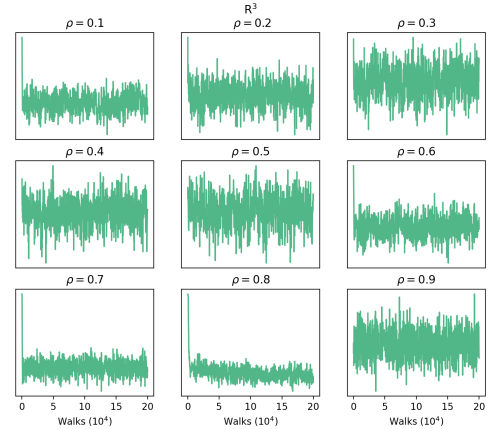 R³
ρ = 0.1
ρ = 0.2
ρ = 0.3
ρ = 0.4
ρ = 0.5
ρ = 0.6
ρ = 0.7
ρ = 0.8
ρ = 0.9
0 5 10 15 20
0 5 10 15 20
0 5 10 15 20
Walks (10⁴)
Walks (10⁴)
Walks (10⁴)